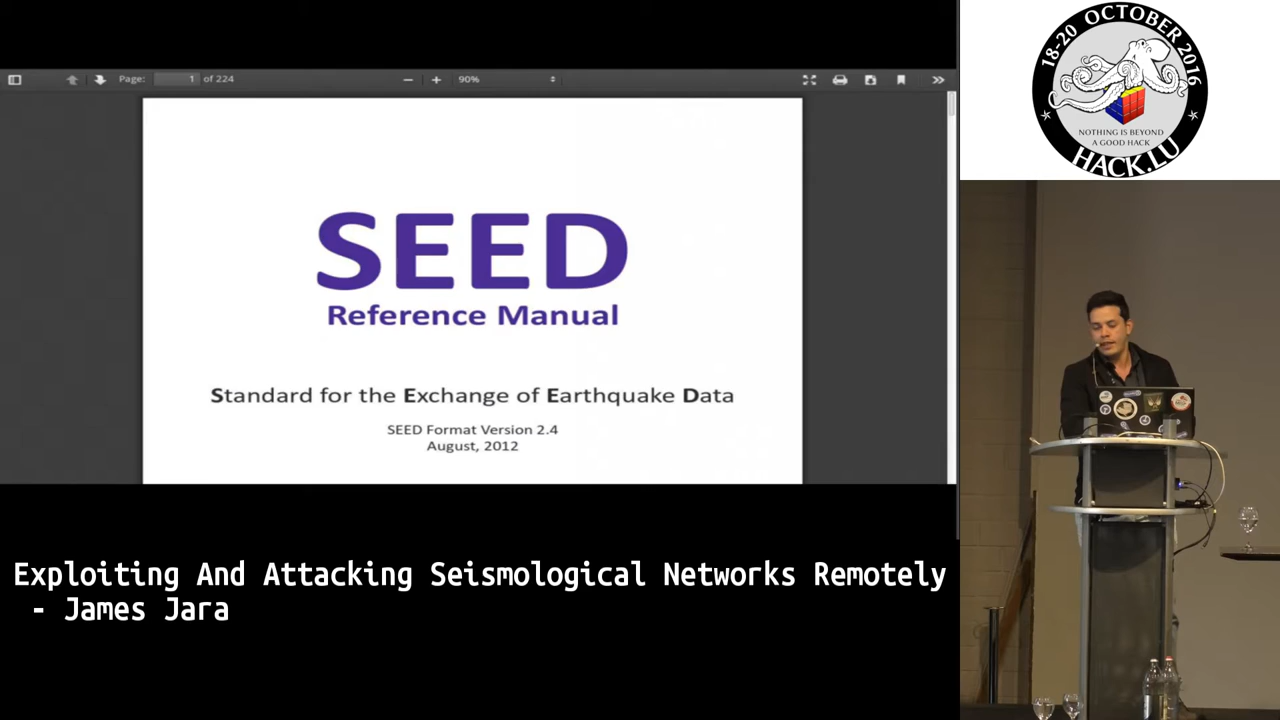 Page: 1 of 224 90%
SEED
Reference Manual
Standard for the Exchange of Earthquake Data
SEED Format Version 2.4
August, 2012
18-20 OCTOBER 2016
NOTHING IS BEYOND
A GOOD HACK
HACK.LU
Exploiting And Attacking Seismological Networks Remotely
- James Jara